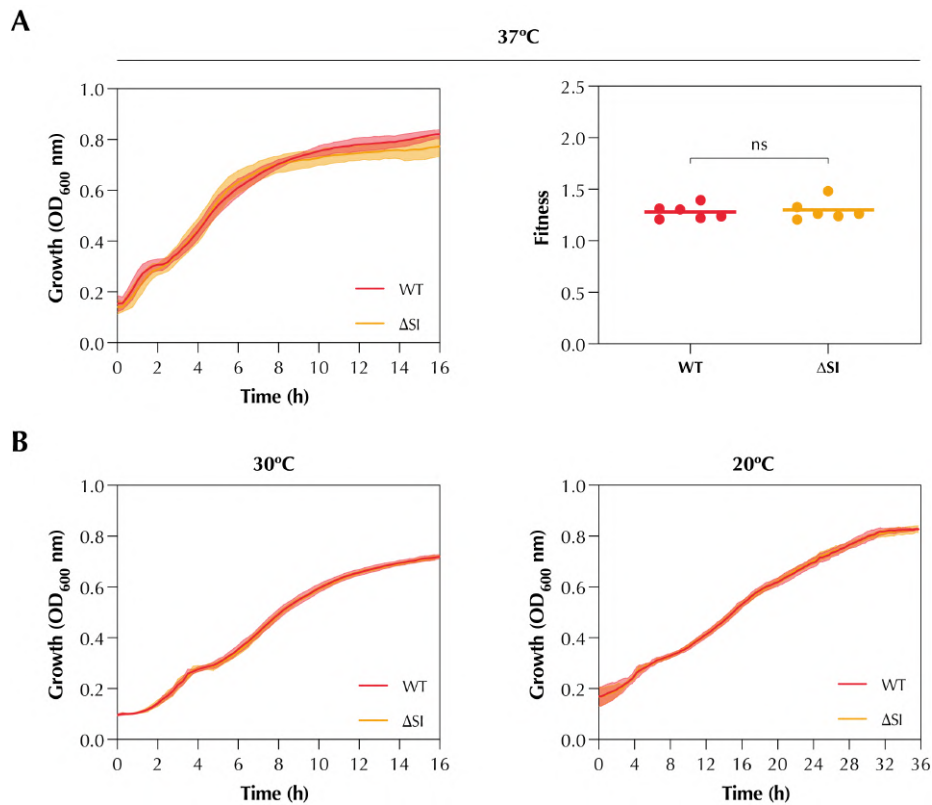 A
37ºC
Growth (OD600 nm)
1.0
0.8
0.6
0.4
0.2
0.0
WT
ΔSI
0 2 4 6 8 10 12 14 16
Time (h)
Fitness
2.5
2.0
1.5
1.0
0.5
0.0
ns
WT ΔSI
B
30ºC
Growth (OD600 nm)
1.0
0.8
0.6
0.4
0.2
0.0
WT
ΔSI
0 2 4 6 8 10 12 14 16
Time (h)
20ºC
Growth (OD600 nm)
1.0
0.8
0.6
0.4
0.2
0.0
WT
ΔSI
0 4 8 12 16 20 24 28 32 36
Time (h)